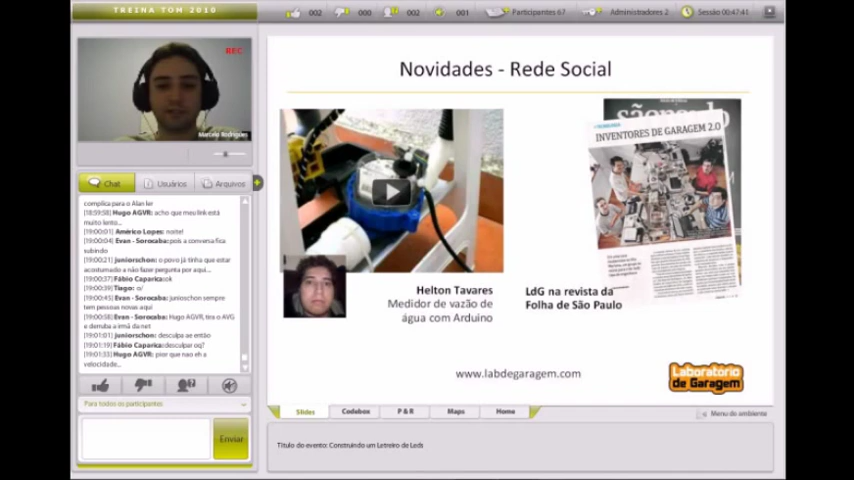 TREINA TOM 2010
002
000
002
001
Participantes 67
Administradores 2
Sessão 00:47:41
REC
Marcelo Rodrigues
Chat
Usuários
Arquivos
complica para o Alan ler
[18:59:58] Hugo AGVR: acho que meu link está
muito lento...
[19:00:01] Américo Lopes: noite!
[19:00:04] Evan - Sorocaba: pois a conversa fica
subindo
[19:00:21] juniorschon: o povo já tinha que estar
acostumado a não fazer pergunta por aqui...
[19:00:37] Fábio Caparica: ok
[19:00:39] Tiago: o/
[19:00:45] Evan - Sorocaba: junioschon sempre
tem pessoas novas aqui
[19:00:58] Evan - Sorocaba: Hugo AGVR, tira o AVG
e derruba a irmã da net
[19:01:01] juniorschon: desculpa ae então
[19:01:19] Fábio Caparica: desculpar oq?
[19:01:33] Hugo AGVR: pior que nao eh a
velocidade...
Para todos os participantes
Enviar
Novidades - Rede Social
sãopaulo
INVENTORES DE GARAGEM 2.0
Helton Tavares
Medidor de vazão de
água com Arduino
LdG na revista da
Folha de São Paulo
www.labdegaragem.com
Laboratório
de Garagem
Slides
Codebox
P & R
Maps
Home
Menu do ambiente
Título do evento: Construindo um Letreiro de Leds